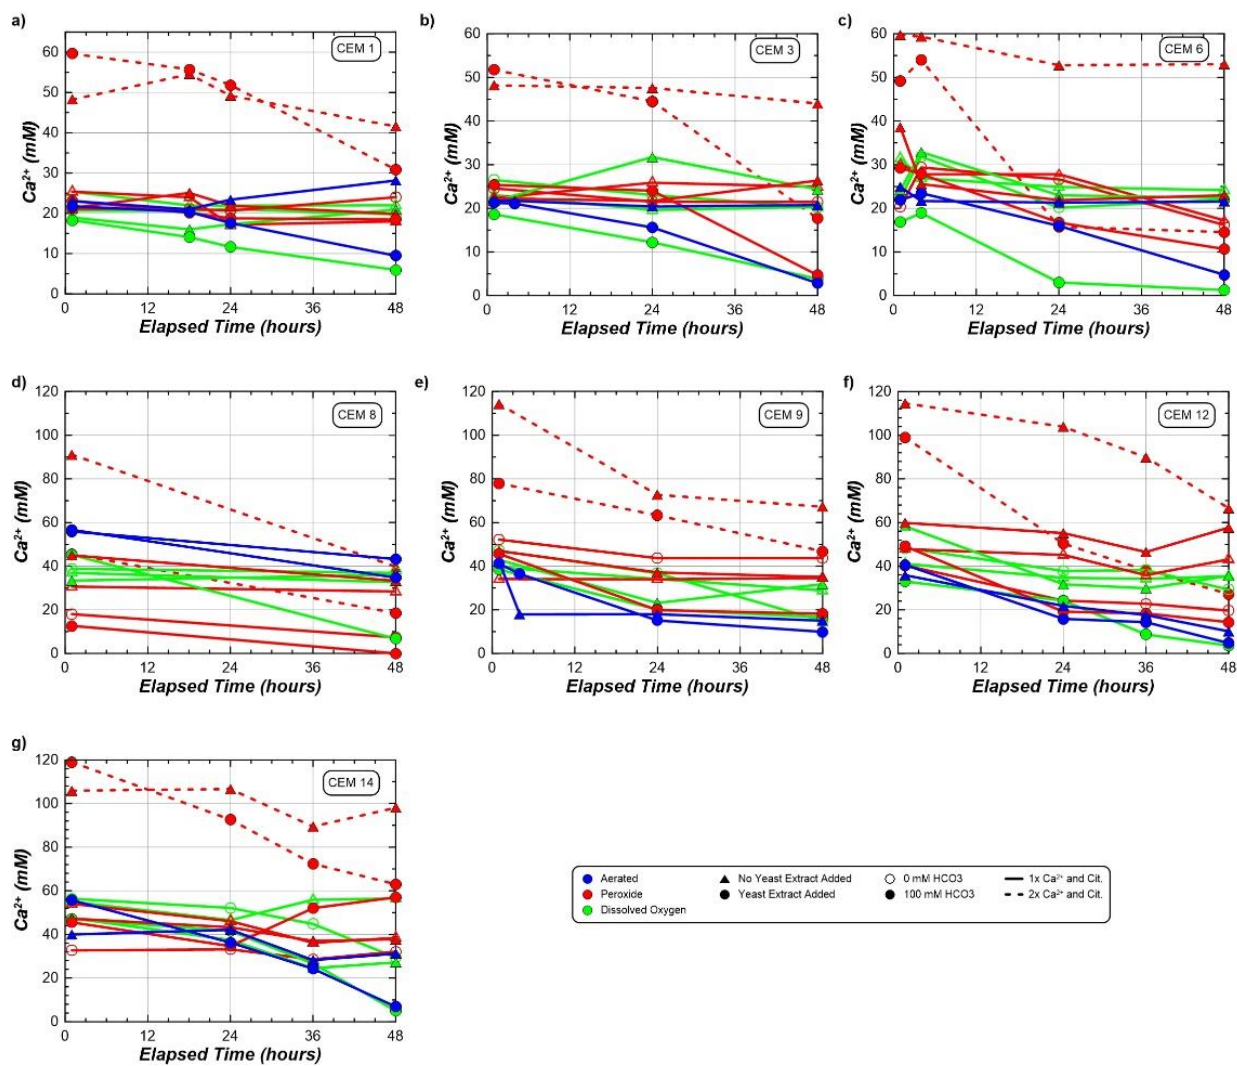 a)
CEM 1
60
50
40
30
20
10
0
Ca²⁺ (mM)
0 12 24 36 48
Elapsed Time (hours)
b)
CEM 3
60
50
40
30
20
10
0
Ca²⁺ (mM)
0 12 24 36 48
Elapsed Time (hours)
c)
CEM 6
60
50
40
30
20
10
0
Ca²⁺ (mM)
0 12 24 36 48
Elapsed Time (hours)
d)
CEM 8
120
100
80
60
40
20
0
Ca²⁺ (mM)
0 12 24 36 48
Elapsed Time (hours)
e)
CEM 9
120
100
80
60
40
20
0
Ca²⁺ (mM)
0 12 24 36 48
Elapsed Time (hours)
f)
CEM 12
120
100
80
60
40
20
0
Ca²⁺ (mM)
0 12 24 36 48
Elapsed Time (hours)
g)
CEM 14
120
100
80
60
40
20
0
Ca²⁺ (mM)
0 12 24 36 48
Elapsed Time (hours)
Aerated No Yeast Extract Added 0 mM HCO3 1x Ca²⁺ and Cit.
Peroxide Yeast Extract Added 100 mM HCO3 2x Ca²⁺ and Cit.
Dissolved Oxygen